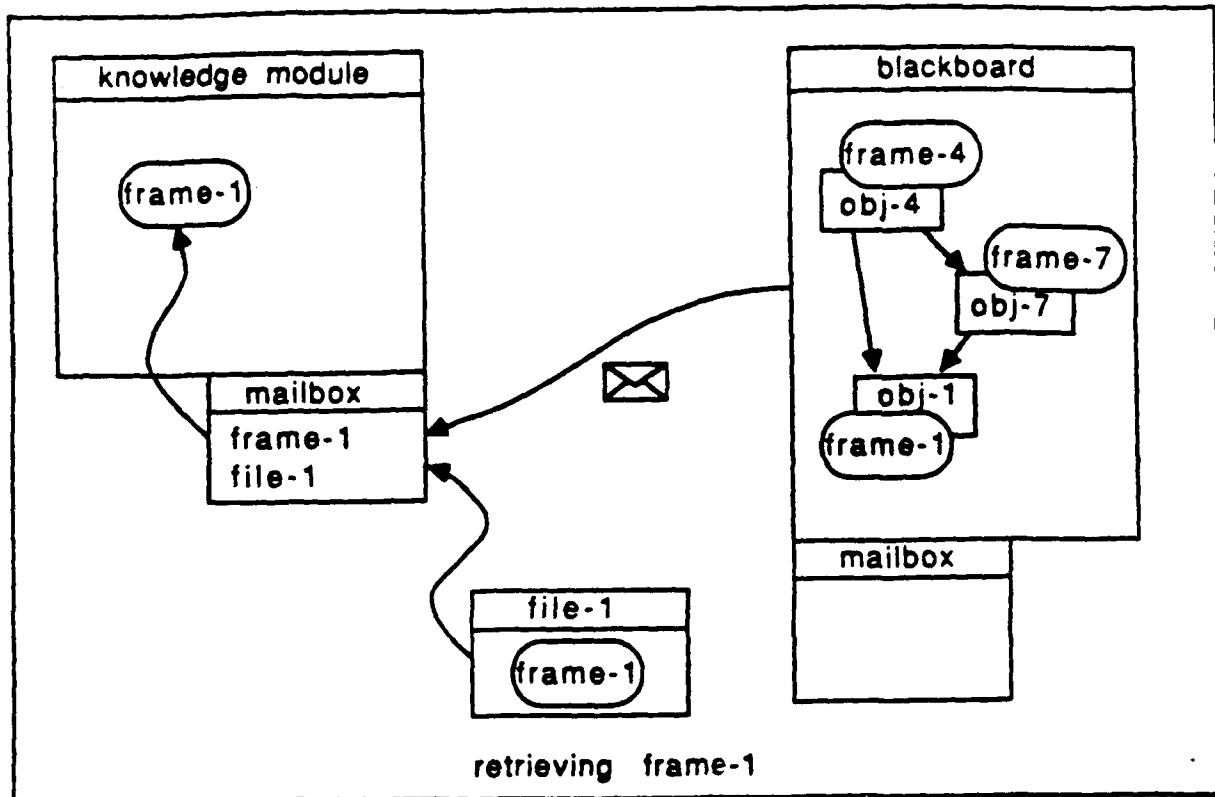 knowledge module
frame-1
mailbox
frame-1
file-1
file-1
frame-1
blackboard
frame-4
obj-4
frame-7
obj-7
obj-1
frame-1
mailbox
retrieving frame-1